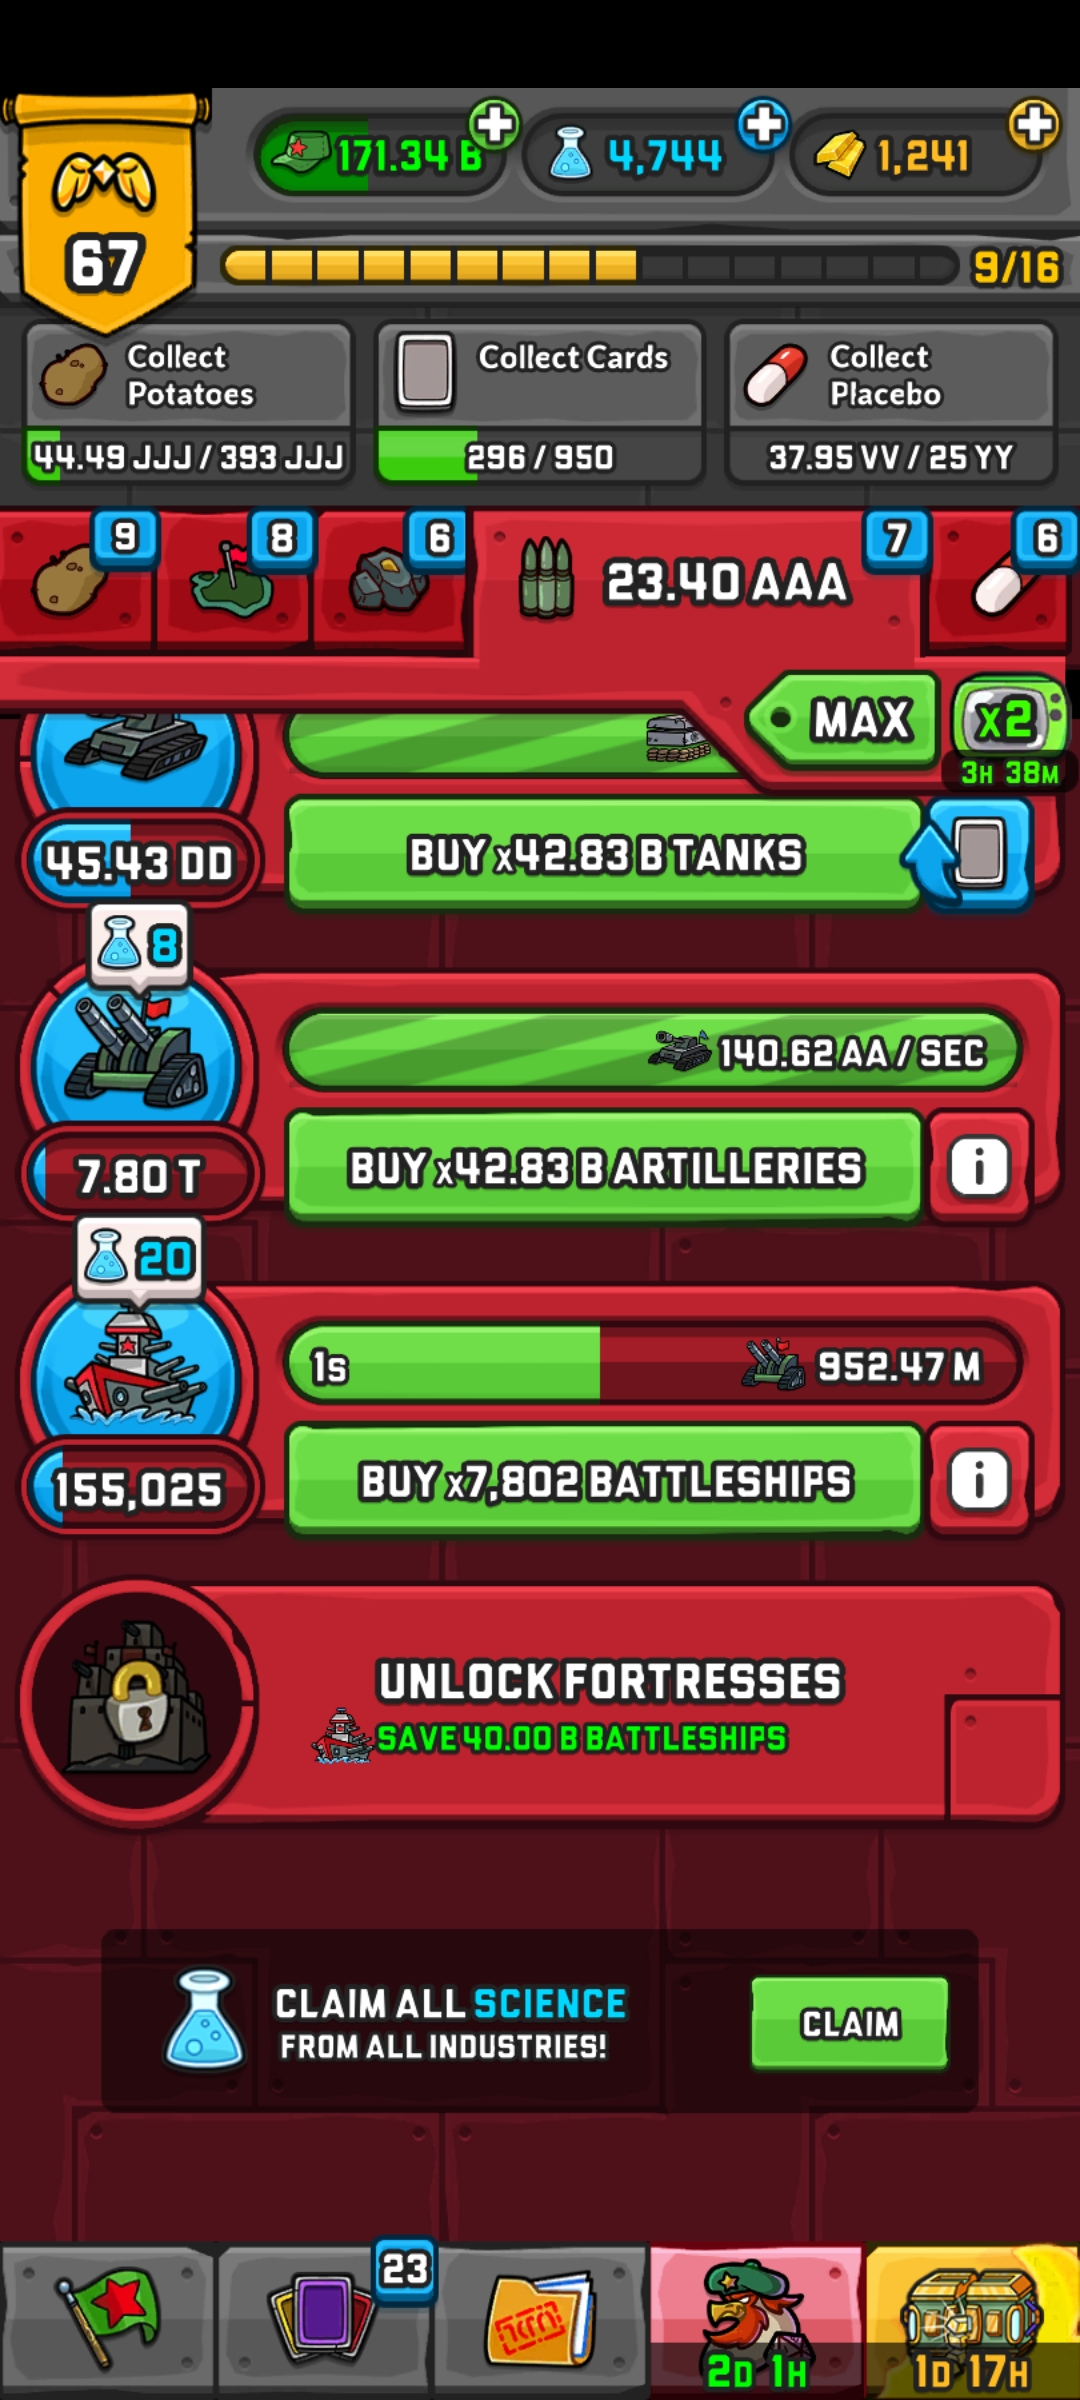 171.34 B
4,744
1,241
67
9/16
Collect
Potatoes
44.49 JJJ / 393 JJJ
Collect Cards
296 / 950
Collect
Placebo
37.95 VV / 25 YY
9
8
6
23.40 AAA
7
6
MAX
x2
3H 38M
45.43 DD
BUY x42.83 B TANKS
8
140.62 AA / SEC
7.80 T
BUY x42.83 B ARTILLERIES
i
20
1s
952.47 M
155,025
BUY x7,802 BATTLESHIPS
i
UNLOCK FORTRESSES
SAVE 40.00 B BATTLESHIPS
CLAIM ALL SCIENCE
FROM ALL INDUSTRIES!
CLAIM
23
2D 1H
1D 17H